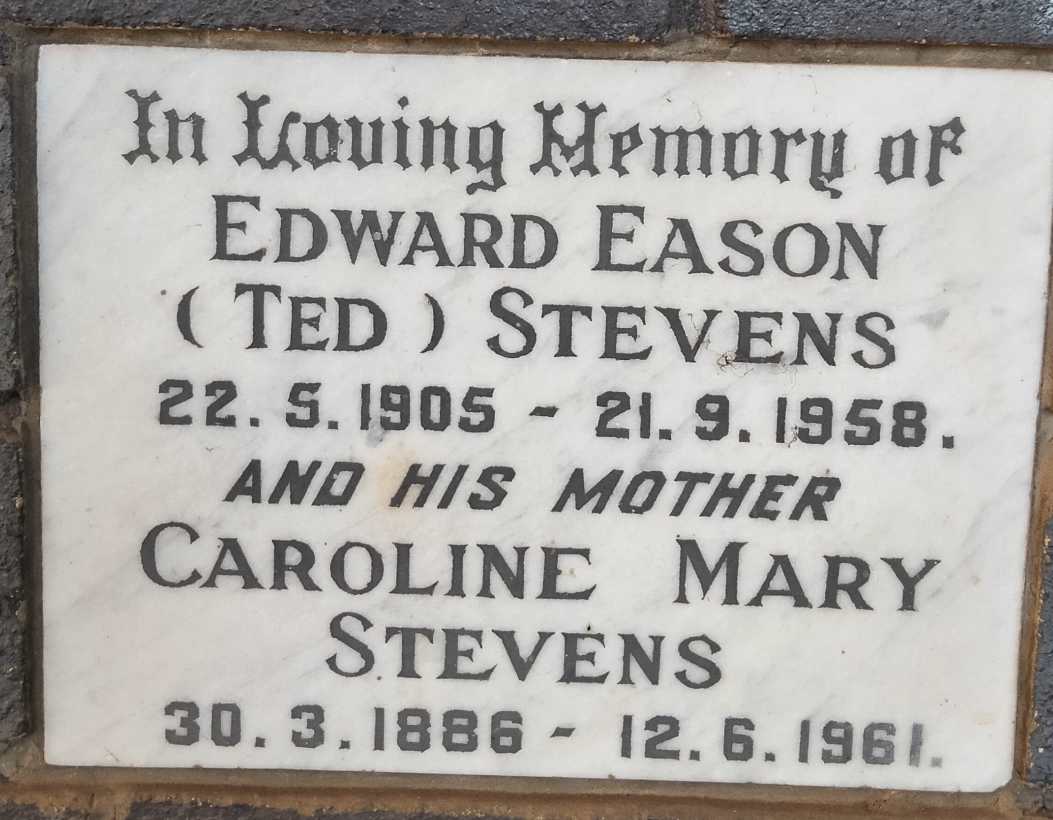 In Loving Memory of
EDWARD EASON
(TED) STEVENS
22.5.1905 - 21.9.1958.
AND HIS MOTHER
CAROLINE MARY
STEVENS
30.3.1886 - 12.6.1961.